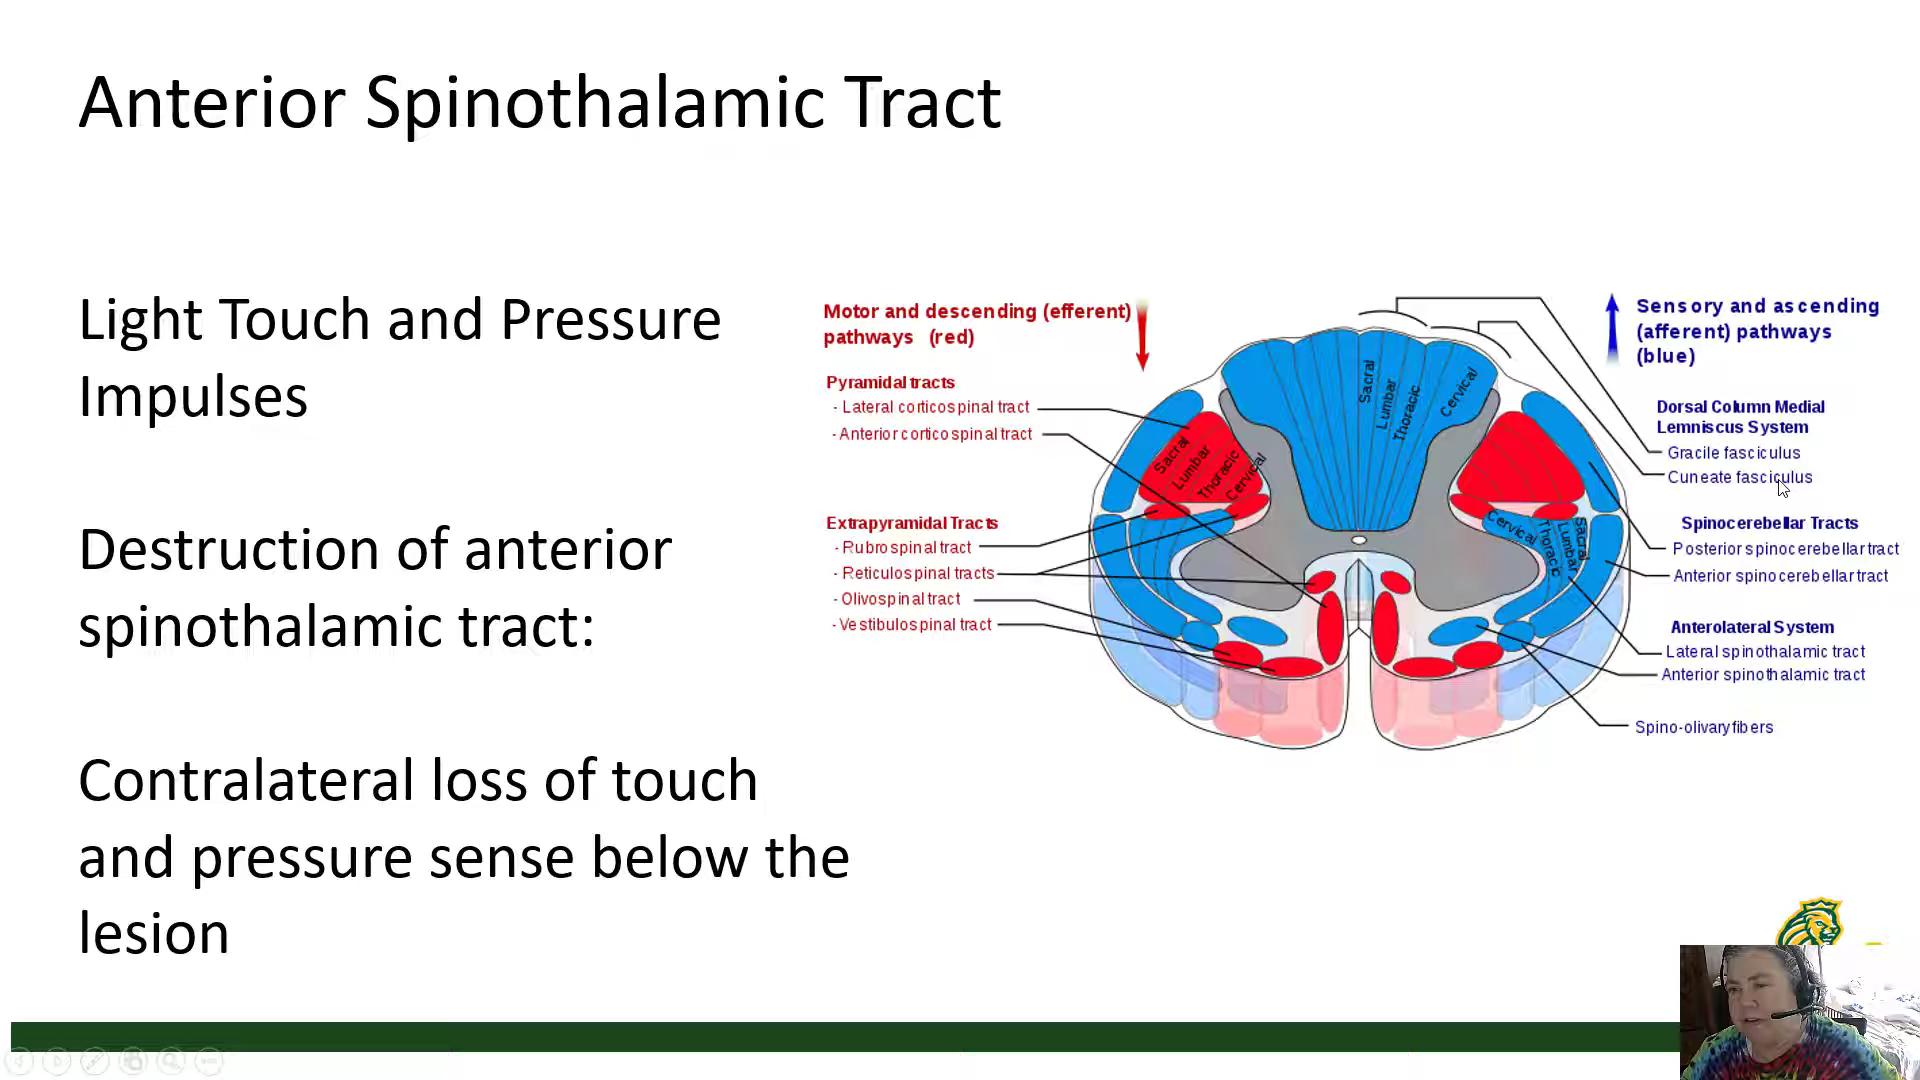 Anterior Spinothalamic Tract
Light Touch and Pressure
Impulses
Destruction of anterior
spinothalamic tract:
Contralateral loss of touch
and pressure sense below the
lesion
Motor and descending (efferent)
pathways (red)
Pyramidal tracts
- Lateral corticospinal tract
- Anterior corticospinal tract
Extrapyramidal Tracts
- Rubrospinal tract
- Reticulospinal tracts
- Olivospinal tract
- Vestibulospinal tract
Sacral
Lumbar
Thoracic
Cervical
Sacral
Lumbar
Thoracic
Cervical
Cervical
Thoracic
Lumbar
Sacral
Sensory and ascending
(afferent) pathways
(blue)
Dorsal Column Medial
Lemniscus System
Gracile fasciculus
Cuneate fasciculus
Spinocerebellar Tracts
Posterior spinocerebellar tract
Anterior spinocerebellar tract
Anterolateral System
Lateral spinothalamic tract
Anterior spinothalamic tract
Spino-olivary fibers